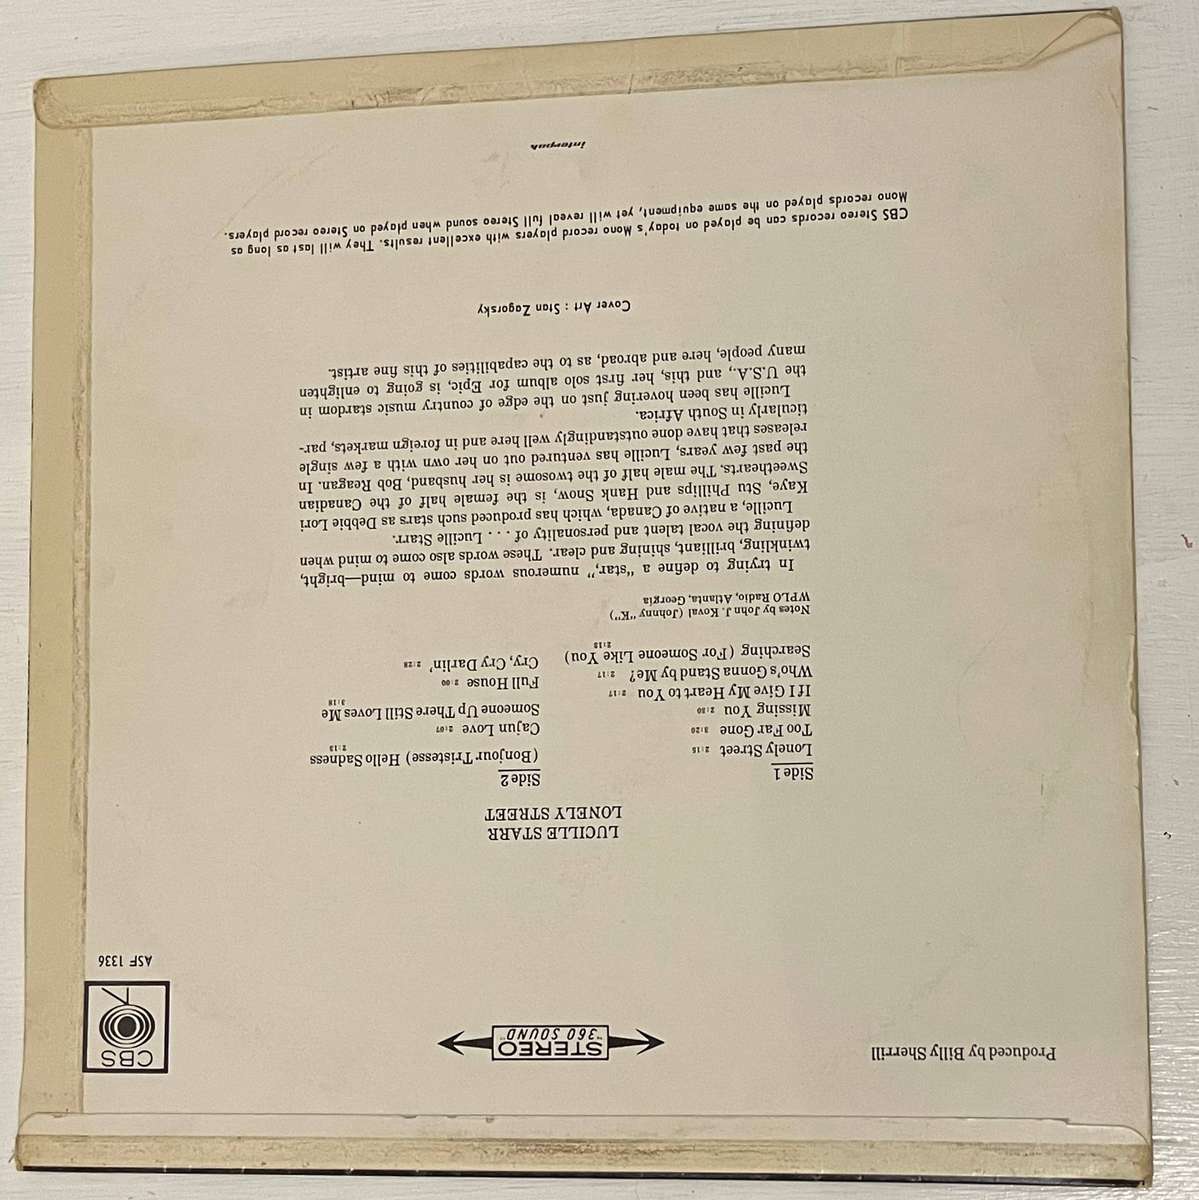 Produced by Billy Sherrill
STEREO
"360 SOUND"
CBS
ASF 1336
LUCILLE STARR
LONELY STREET
Side 1
Lonely Street 2:15
Too Far Gone 3:20
Missing You 2:30
If I Give My Heart to You 2:17
Who's Gonna Stand by Me? 2:17
Searching (For Someone Like You)
2:13
Side 2
(Bonjour Tristesse) Hello Sadness
2:13
Cajun Love 2:07
Someone Up There Still Loves Me
3:18
Full House 2:00
Cry, Cry Darlin' 2:28
Notes by John J. Koval (Johnny "K")
WPLO Radio, Atlanta, Georgia
In trying to define a "star," numerous words come to mind—bright,
twinkling, brilliant, shining and clear. These words also come to mind when
defining the vocal talent and personality of . . . Lucille Starr.
Lucille, a native of Canada, which has produced such stars as Debbie Lori
Kaye, Stu Phillips and Hank Snow, is the female half of the Canadian
Sweethearts. The male half of the twosome is her husband, Bob Reagan. In
the past few years, Lucille has ventured out on her own with a few single
releases that have done outstandingly well here and in foreign markets, par-
ticularly in South Africa.
Lucille has been hovering just on the edge of country music stardom in
the U.S.A., and this, her first solo album for Epic, is going to enlighten
many people, here and abroad, as to the capabilities of this fine artist.
Cover Art : Stan Zagorsky
CBS Stereo records can be played on today's Mono record players with excellent results. They will last as long as
Mono records played on the same equipment, yet will reveal full Stereo sound when played on Stereo record players.
interpak